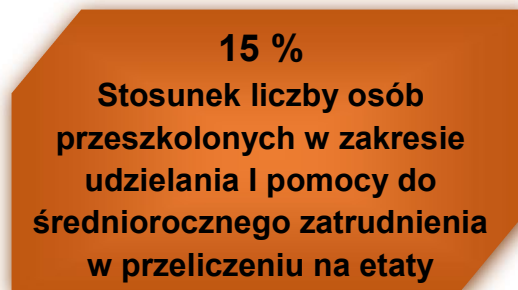 15 %
Stosunek liczby osób
przeszkolonych w zakresie
udzielania I pomocy do
średniorocznego zatrudnienia
w przeliczeniu na etaty